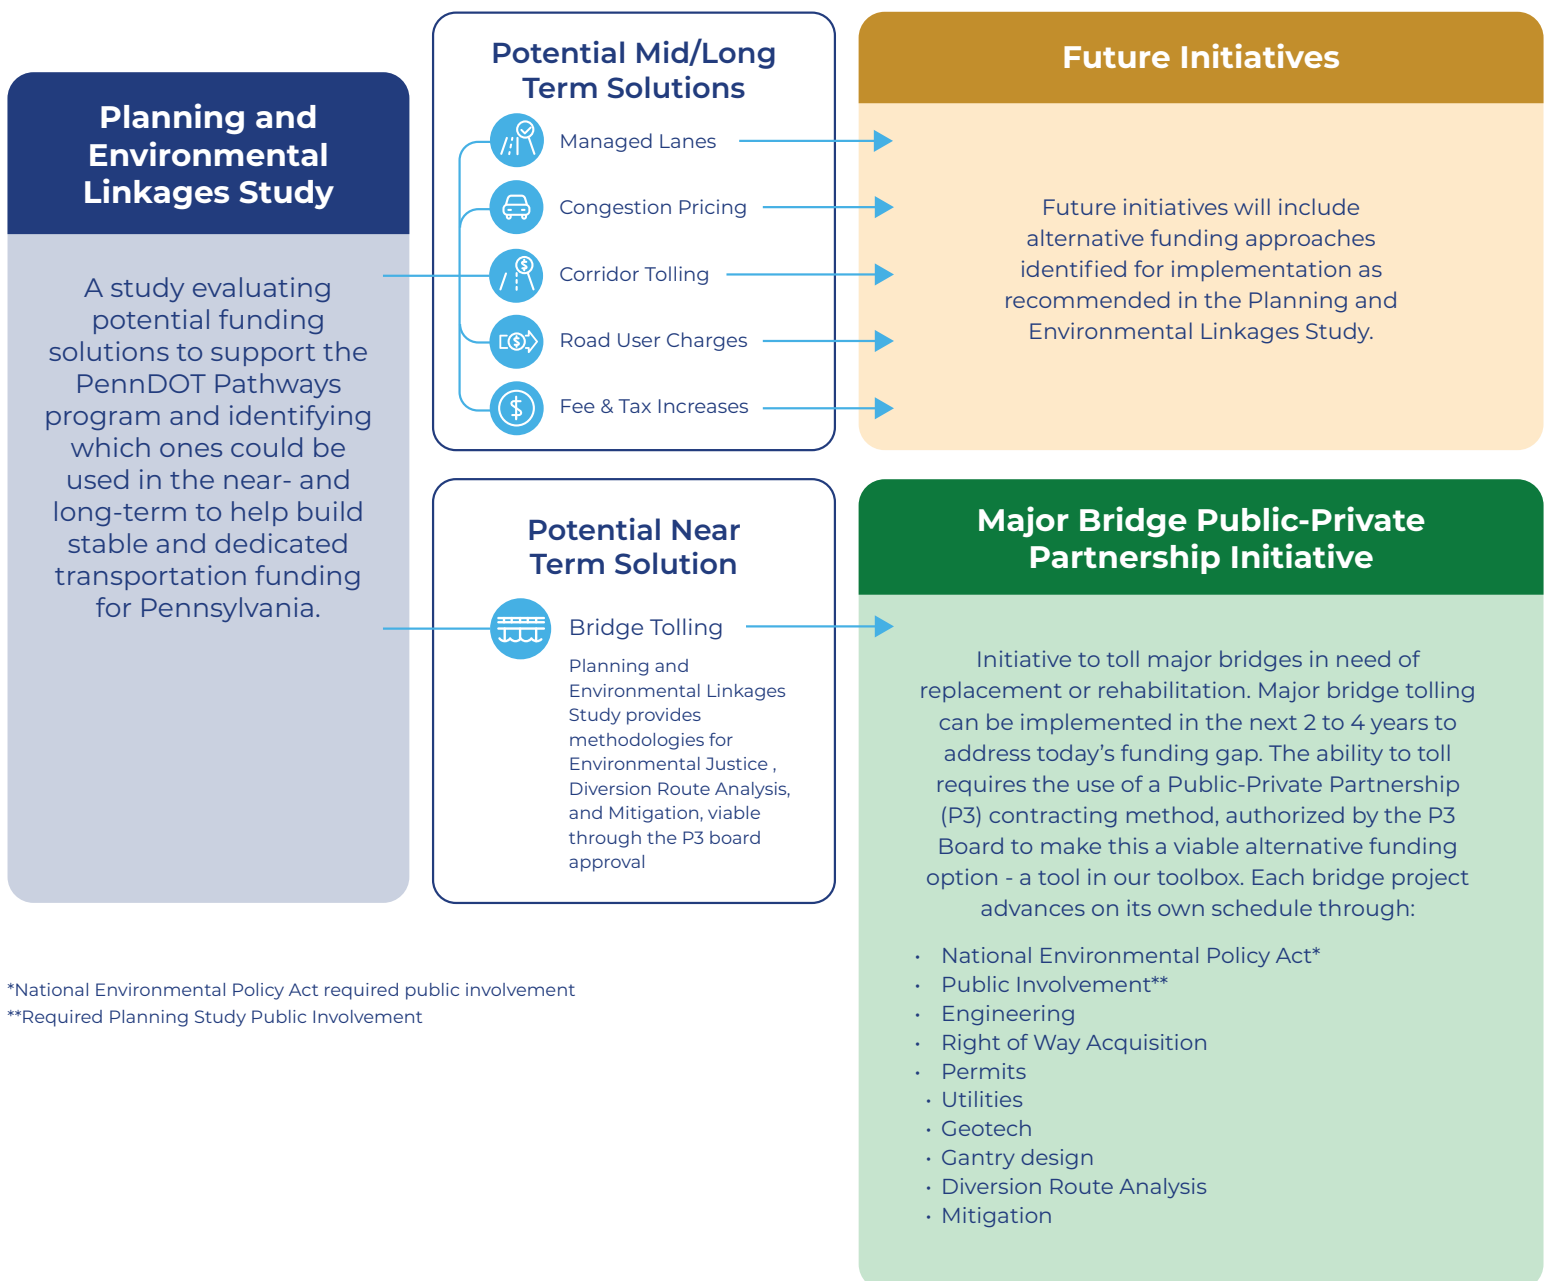 Planning and
Environmental
Linkages Study
A study evaluating
potential funding
solutions to support the
PennDOT Pathways
program and identifying
which ones could be
used in the near- and
long-term to help build
stable and dedicated
transportation funding
for Pennsylvania.
Potential Mid/Long
Term Solutions
Managed Lanes
Congestion Pricing
Corridor Tolling
Road User Charges
Fee & Tax Increases
Future Initiatives
Future initiatives will include
alternative funding approaches
identified for implementation as
recommended in the Planning and
Environmental Linkages Study.
Potential Near
Term Solution
Bridge Tolling
Planning and
Environmental Linkages
Study provides
methodologies for
Environmental Justice ,
Diversion Route Analysis,
and Mitigation, viable
through the P3 board
approval
Major Bridge Public-Private
Partnership Initiative
Initiative to toll major bridges in need of
replacement or rehabilitation. Major bridge tolling
can be implemented in the next 2 to 4 years to
address today's funding gap. The ability to toll
requires the use of a Public-Private Partnership
(P3) contracting method, authorized by the P3
Board to make this a viable alternative funding
option - a tool in our toolbox. Each bridge project
advances on its own schedule through:
• National Environmental Policy Act*
• Public Involvement**
• Engineering
• Right of Way Acquisition
• Permits
• Utilities
• Geotech
• Gantry design
• Diversion Route Analysis
• Mitigation
*National Environmental Policy Act required public involvement
**Required Planning Study Public Involvement